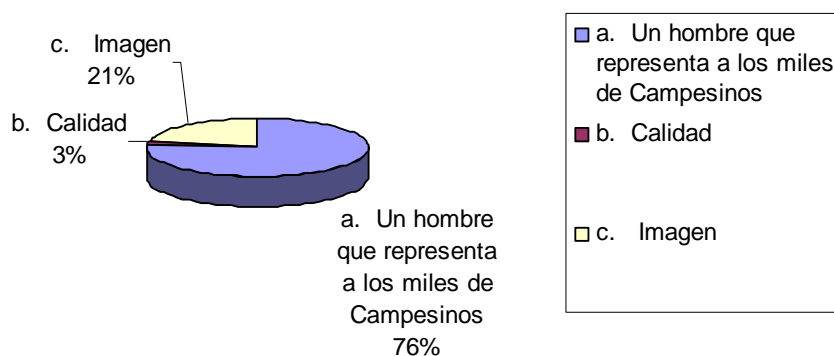 c. Imagen
21%
b. Calidad
3%
a. Un hombre
que representa
a los miles de
Campesinos
76%
a. Un hombre que
representa a los miles
de Campesinos
b. Calidad
c. Imagen